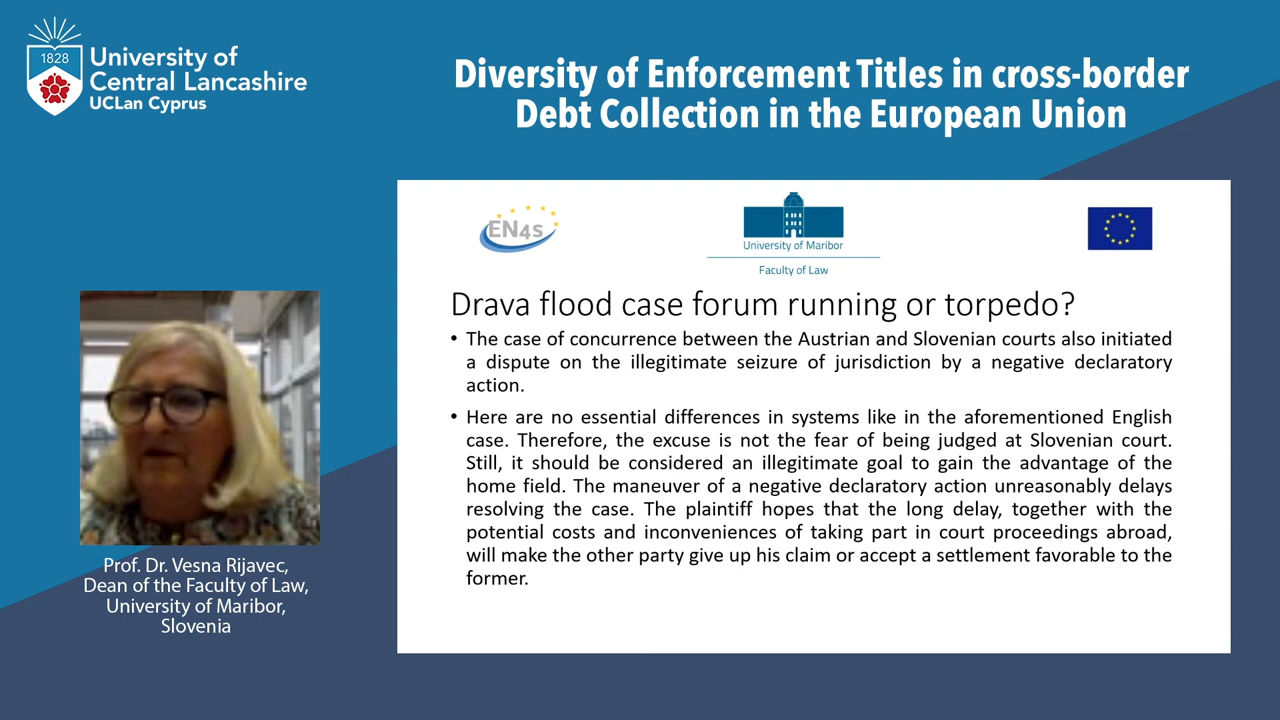 1828
University of
Central Lancashire
UCLan Cyprus
Diversity of Enforcement Titles in cross-border
Debt Collection in the European Union
EN4s
University of Maribor
Faculty of Law
Drava flood case forum running or torpedo?
• The case of concurrence between the Austrian and Slovenian courts also initiated
a dispute on the illegitimate seizure of jurisdiction by a negative declaratory
action.
• Here are no essential differences in systems like in the aforementioned English
case. Therefore, the excuse is not the fear of being judged at Slovenian court.
Still, it should be considered an illegitimate goal to gain the advantage of the
home field. The maneuver of a negative declaratory action unreasonably delays
resolving the case. The plaintiff hopes that the long delay, together with the
potential costs and inconveniences of taking part in court proceedings abroad,
will make the other party give up his claim or accept a settlement favorable to the
former.
Prof. Dr. Vesna Rijavec,
Dean of the Faculty of Law,
University of Maribor,
Slovenia